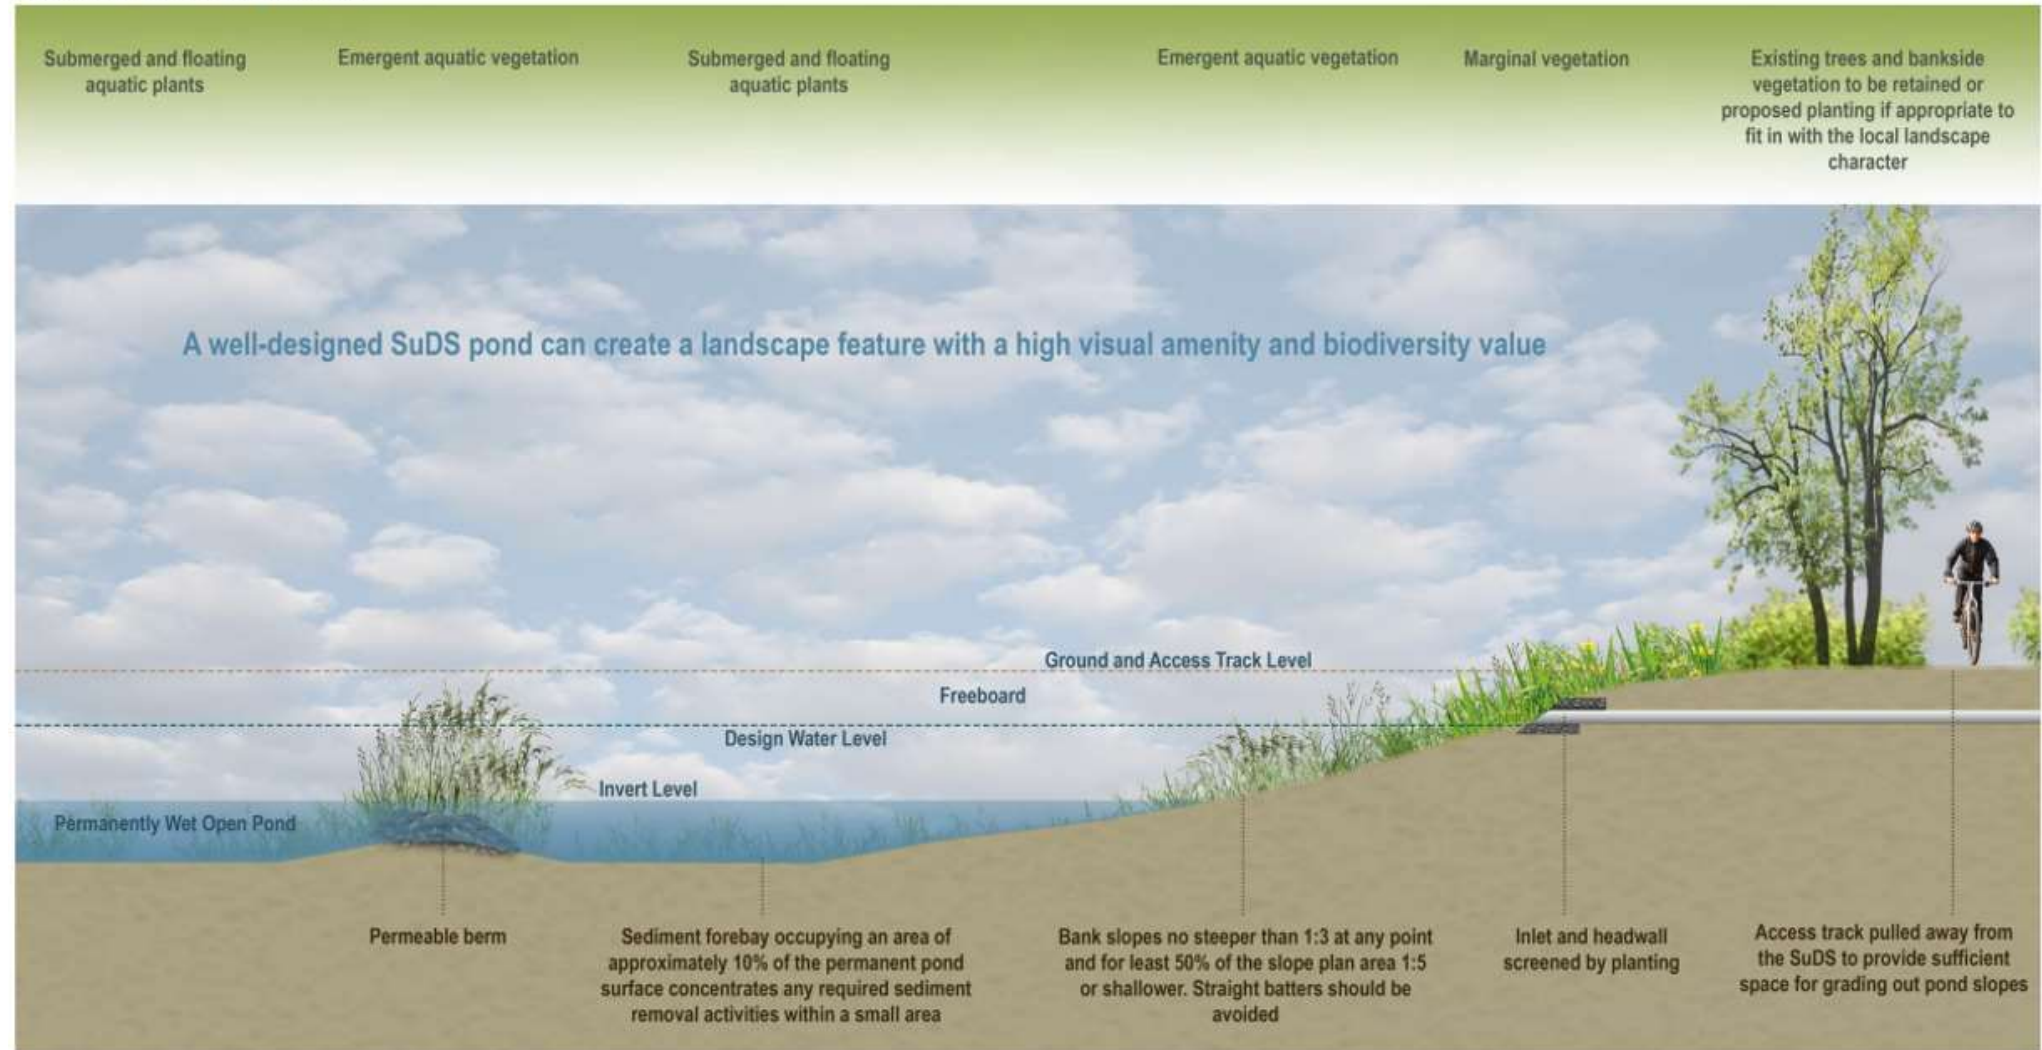 Submerged and floating
aquatic plants
Emergent aquatic vegetation
Submerged and floating
aquatic plants
Emergent aquatic vegetation
Marginal vegetation
Existing trees and bankside
vegetation to be retained or
proposed planting if appropriate to
fit in with the local landscape
character
A well-designed SuDS pond can create a landscape feature with a high visual amenity and biodiversity value
Ground and Access Track Level
Freeboard
Design Water Level
Invert Level
Permanently Wet Open Pond
Permeable berm
Sediment forebay occupying an area of
approximately 10% of the permanent pond
surface concentrates any required sediment
removal activities within a small area
Bank slopes no steeper than 1:3 at any point
and for least 50% of the slope plan area 1:5
or shallower. Straight batters should be
avoided
Inlet and headwall
screened by planting
Access track pulled away from
the SuDS to provide sufficient
space for grading out pond slopes